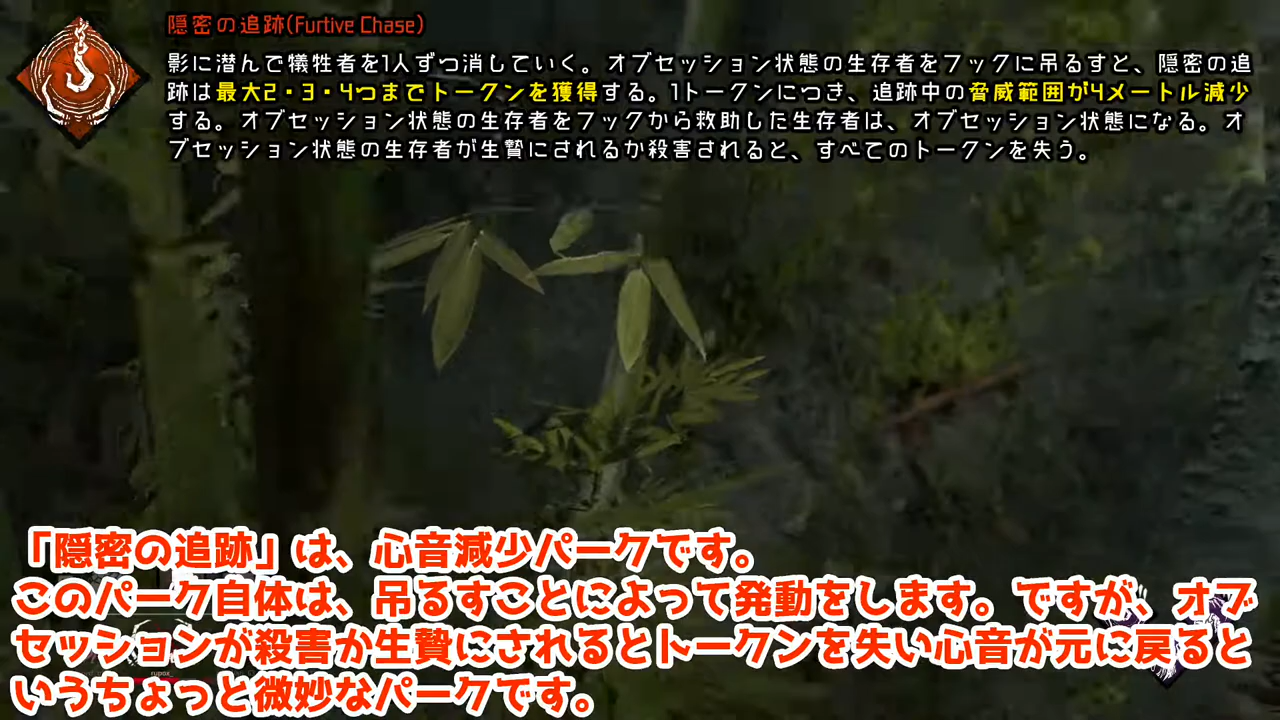 隠密の追跡(Furtive Chase)
影に潜んで犠牲者を1人ずつ消していく。オブセッション状態の生存者をフックに吊るすと、隠密の追
跡は最大2・3・4つまでトークンを獲得する。1トークンにつき、追跡中の脅威範囲が4メートル減少
する。オブセッション状態の生存者をフックから救助した生存者は、オブセッション状態になる。オ
ブセッション状態の生存者が生贄にされるか殺害されると、すべてのトークンを失う。
「隠密の追跡」は、心音減少パークです。
このパーク自体は、吊るすことによって発動をします。ですが、オブ
セッションが殺害か生贄にされるとトークンを失い心音が元に戻ると
いうちょっと微妙なパークです。